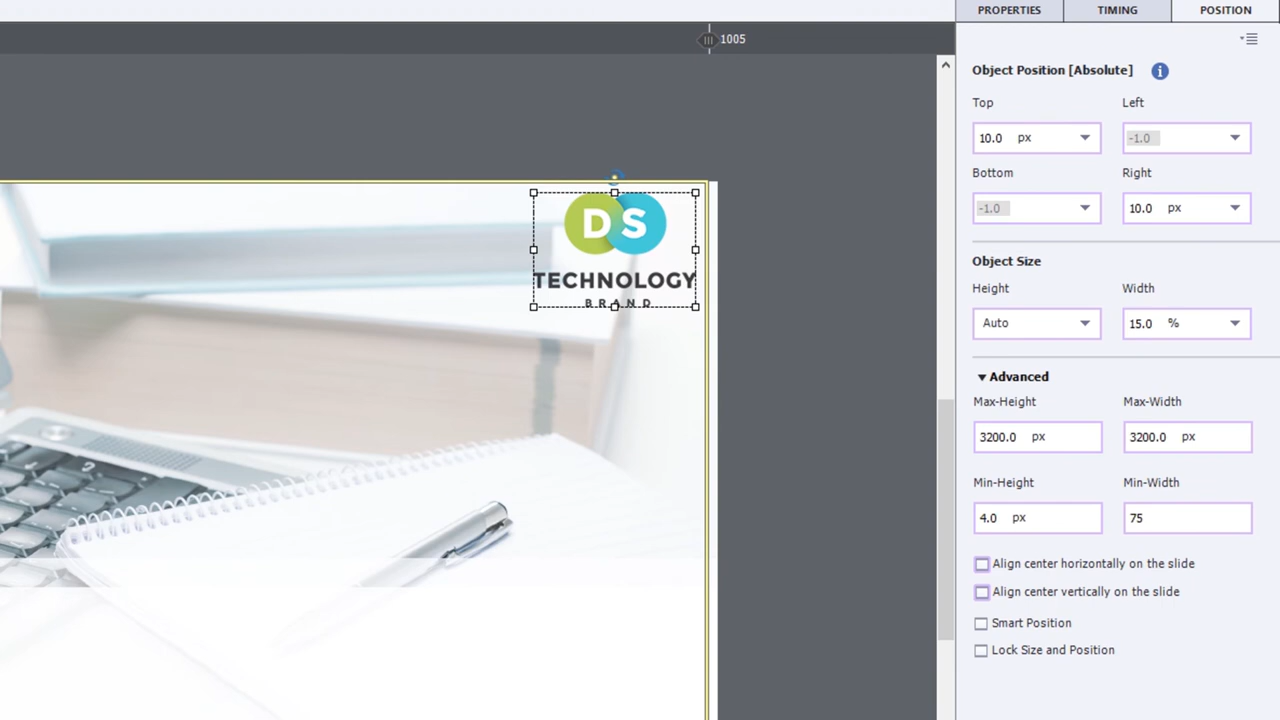 PROPERTIES TIMING POSITION
1005
Object Position [Absolute] i
Top Left
10.0 px -1.0
Bottom Right
-1.0 10.0 px
Object Size
Height Width
Auto 15.0 %
Advanced
Max-Height Max-Width
3200.0 px 3200.0 px
Min-Height Min-Width
4.0 px 75
Align center horizontally on the slide
Align center vertically on the slide
Smart Position
Lock Size and Position
DS
TECHNOLOGY
BRAND